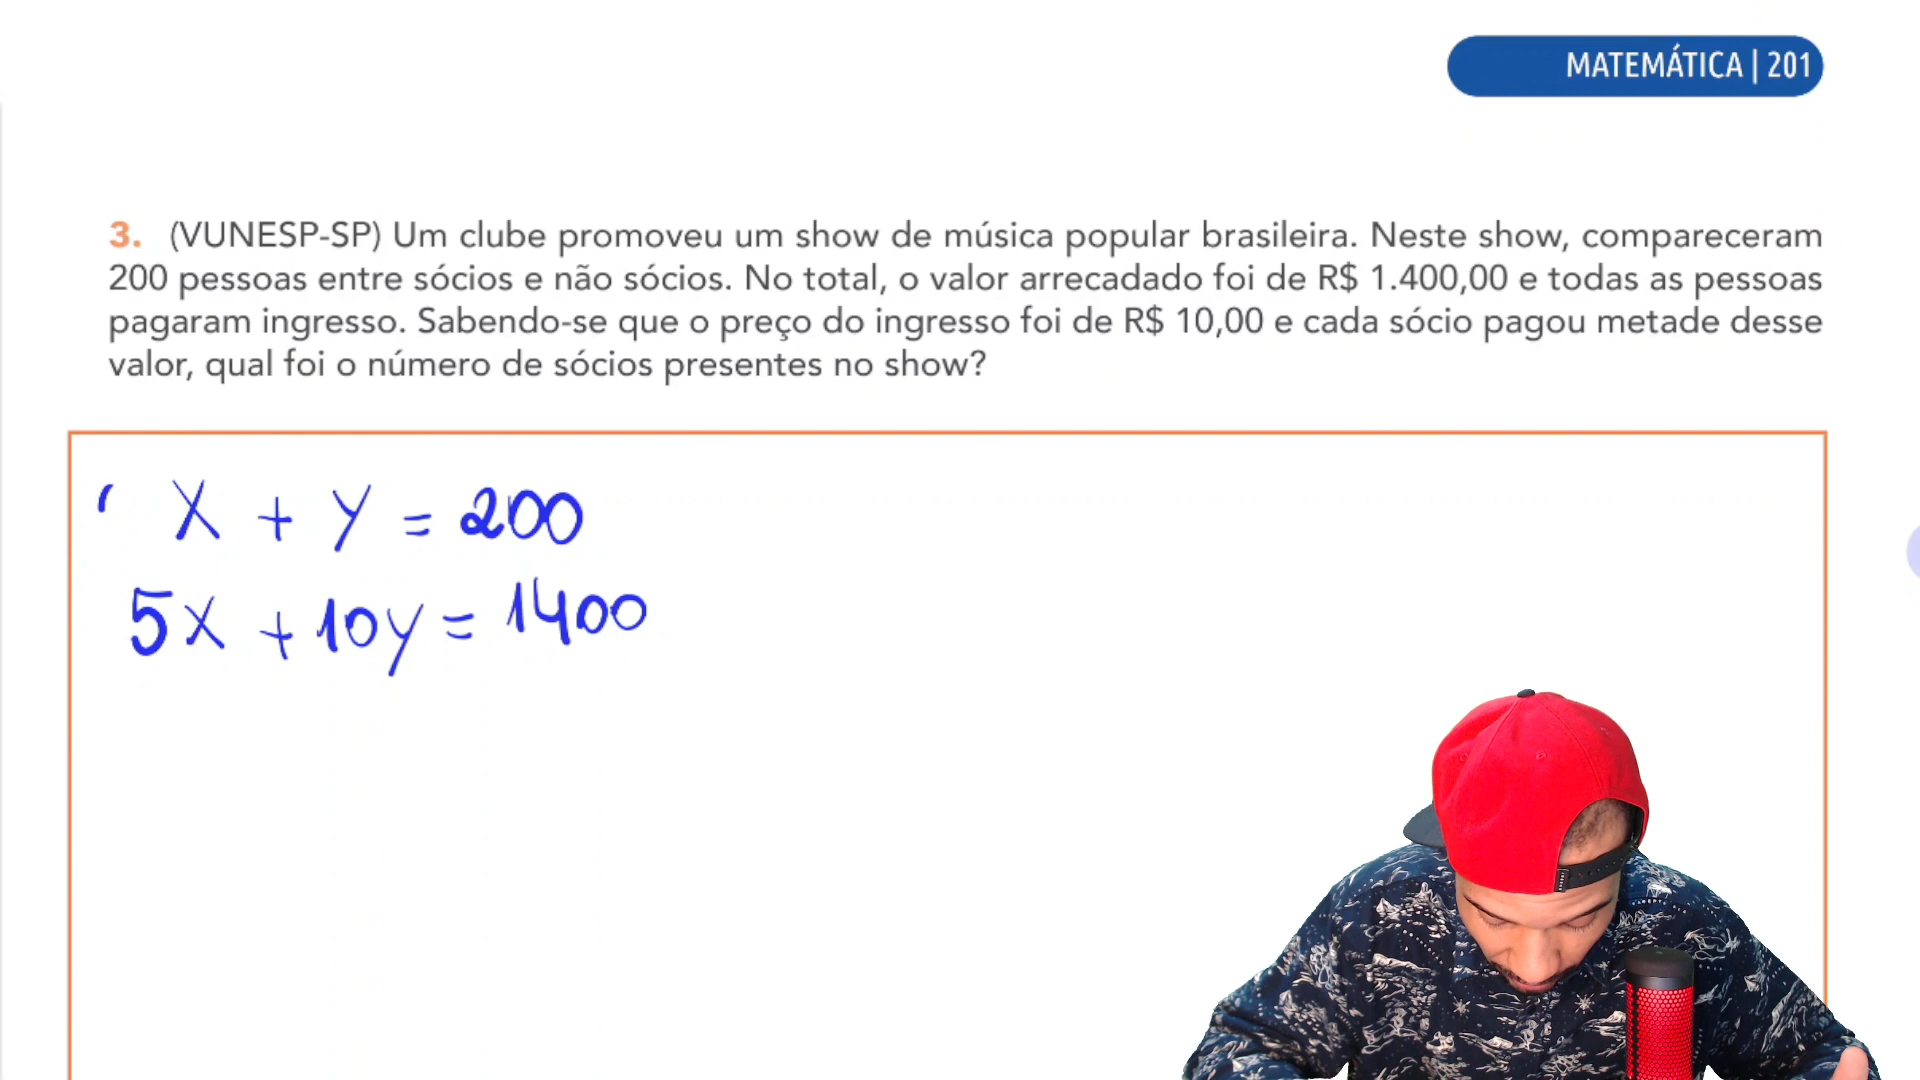 MATEMÁTICA | 201
3. (VUNESP-SP) Um clube promoveu um show de música popular brasileira. Neste show, compareceram
200 pessoas entre sócios e não sócios. No total, o valor arrecadado foi de R$ 1.400,00 e todas as pessoas
pagaram ingresso. Sabendo-se que o preço do ingresso foi de R$ 10,00 e cada sócio pagou metade desse
valor, qual foi o número de sócios presentes no show?
X + y = 200
5x + 10y = 1400